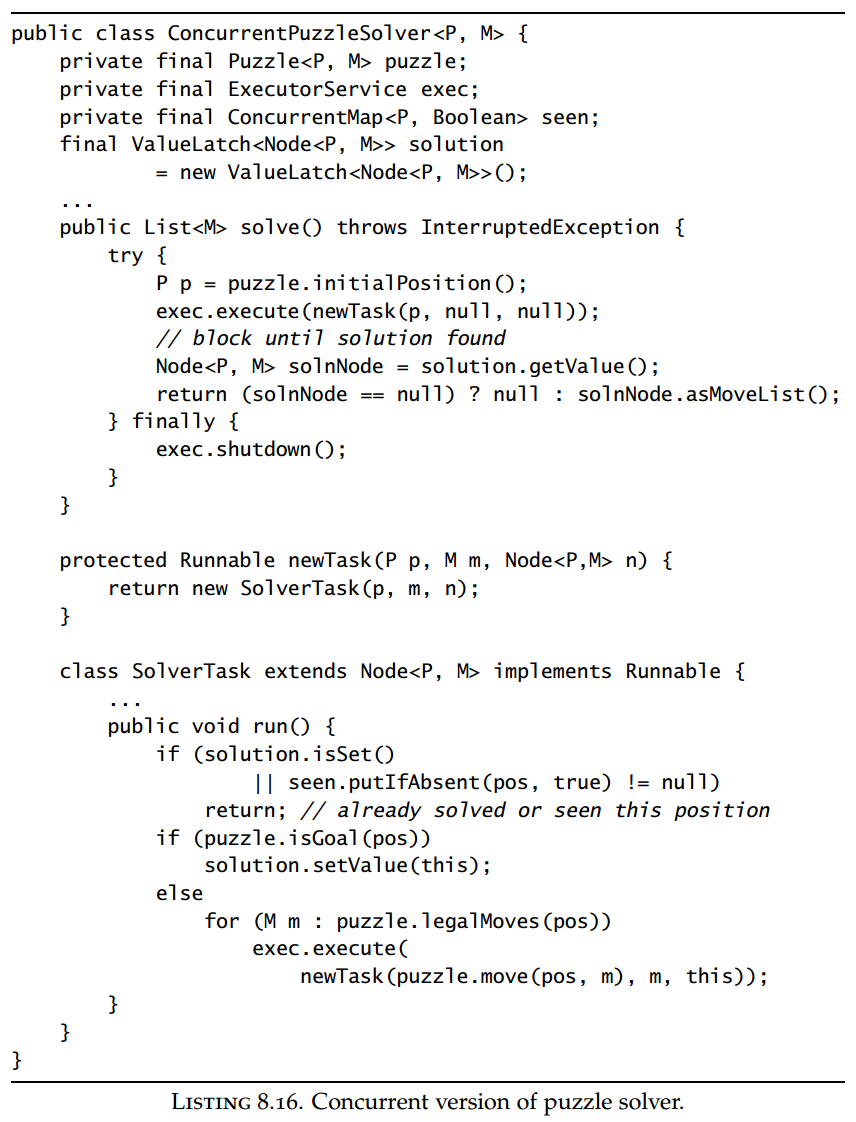 public class ConcurrentPuzzleSolver<P, M> {
    private final Puzzle<P, M> puzzle;
    private final ExecutorService exec;
    private final ConcurrentMap<P, Boolean> seen;
    final ValueLatch<Node<P, M>> solution
            = new ValueLatch<Node<P, M>>();
    ...
    public List<M> solve() throws InterruptedException {
        try {
            P p = puzzle.initialPosition();
            exec.execute(newTask(p, null, null));
            // block until solution found
            Node<P, M> solnNode = solution.getValue();
            return (solnNode == null) ? null : solnNode.asMoveList();
        } finally {
            exec.shutdown();
        }
    }

    protected Runnable newTask(P p, M m, Node<P,M> n) {
        return new SolverTask(p, m, n);
    }

    class SolverTask extends Node<P, M> implements Runnable {
        ...
        public void run() {
            if (solution.isSet()
                    || seen.putIfAbsent(pos, true) != null)
                return; // already solved or seen this position
            if (puzzle.isGoal(pos))
                solution.setValue(this);
            else
                for (M m : puzzle.legalMoves(pos))
                    exec.execute(
                        newTask(puzzle.move(pos, m), m, this));
        }
    }
}
LISTING 8.16. Concurrent version of puzzle solver.